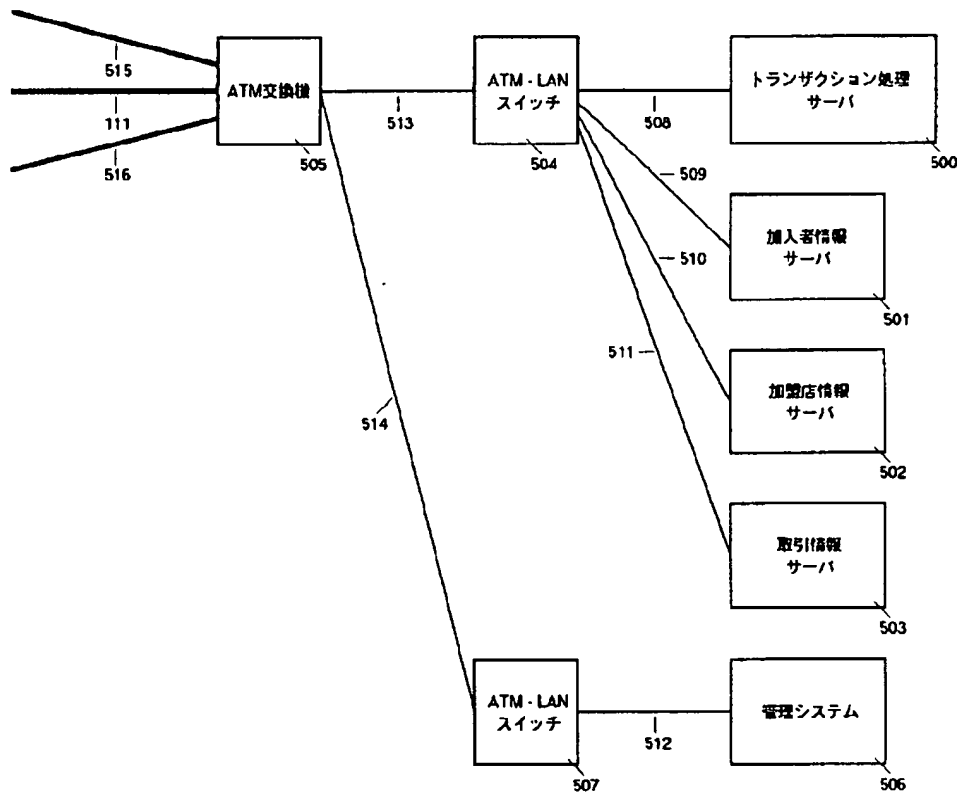 515
111
516
ATM交換機
505
513
ATM-LAN
スイッチ
504
508
トランザクション処理
サーバ
500
509
加入者情報
サーバ
501
510
加盟店情報
サーバ
502
511
取引情報
サーバ
503
514
ATM-LAN
スイッチ
507
512
管理システム
506